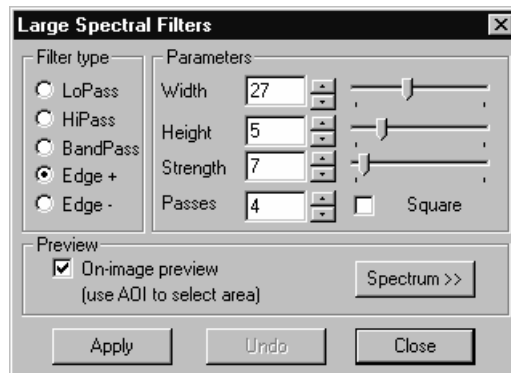 Large Spectral Filters
Filter type
LoPass
HiPass
BandPass
Edge +
Edge -
Parameters
Width 27
Height 5
Strength 7
Passes 4
Square
Preview
On-image preview
(use AOI to select area)
Spectrum >>
Apply Undo Close